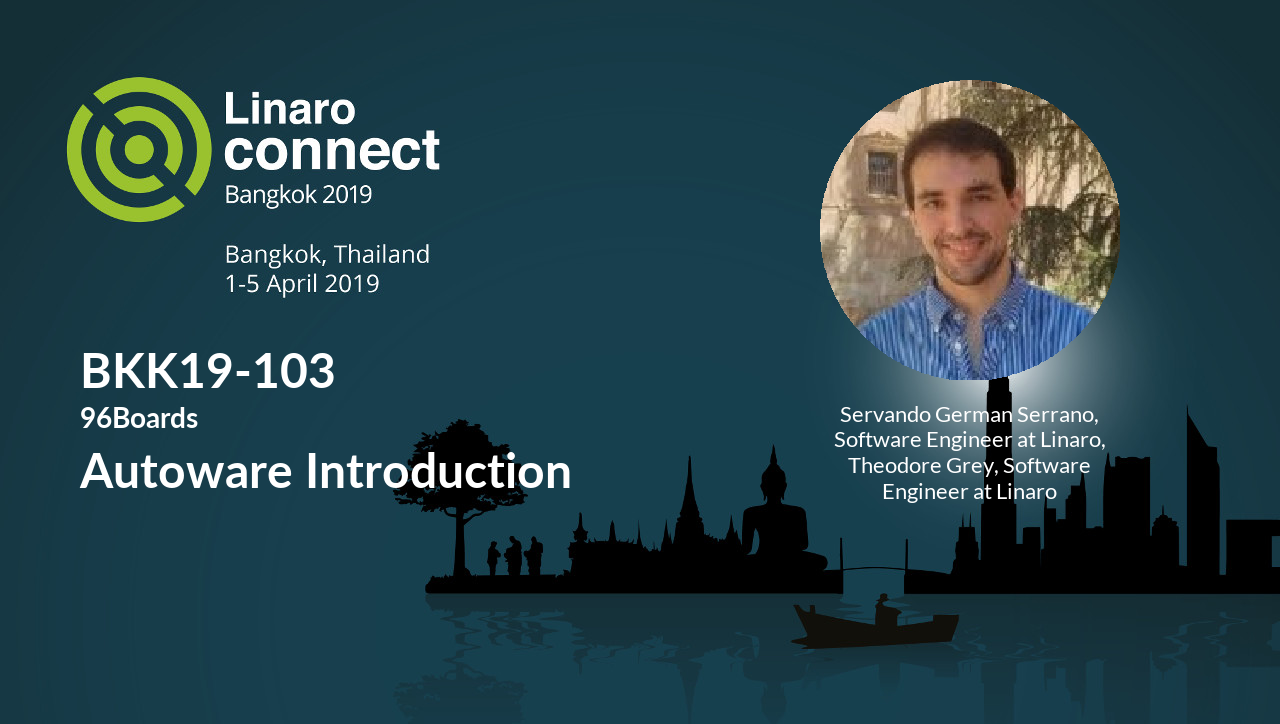 Linaro
connect
Bangkok 2019
Bangkok, Thailand
1-5 April 2019
BKK19-103
96Boards
Autoware Introduction
Servando German Serrano,
Software Engineer at Linaro,
Theodore Grey, Software
Engineer at Linaro